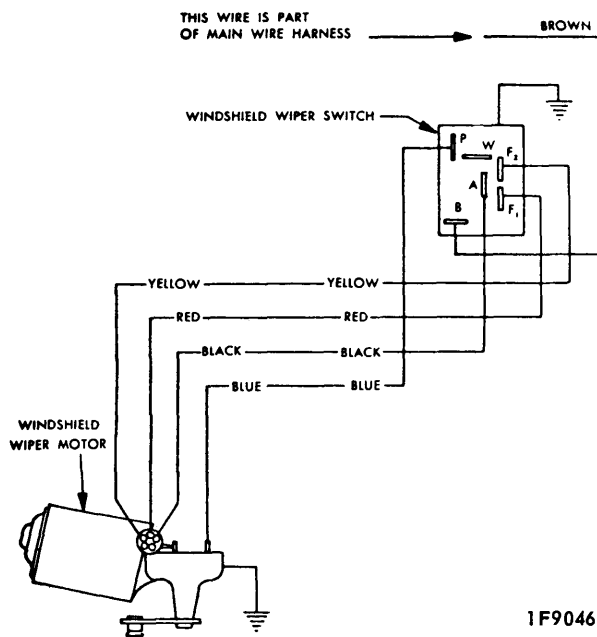 THIS WIRE IS PART
OF MAIN WIRE HARNESS
BROWN
WINDSHIELD WIPER SWITCH
P
W
F2
A
F1
B
YELLOW YELLOW
RED RED
BLACK BLACK
BLUE BLUE
WINDSHIELD
WIPER MOTOR
1F9046